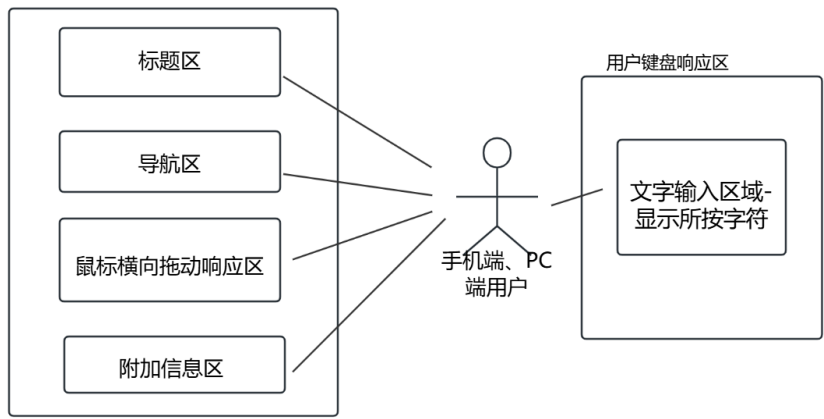 标题区
导航区
鼠标横向拖动响应区
附加信息区
手机端、PC
端用户
用户键盘响应区
文字输入区域-
显示所按字符